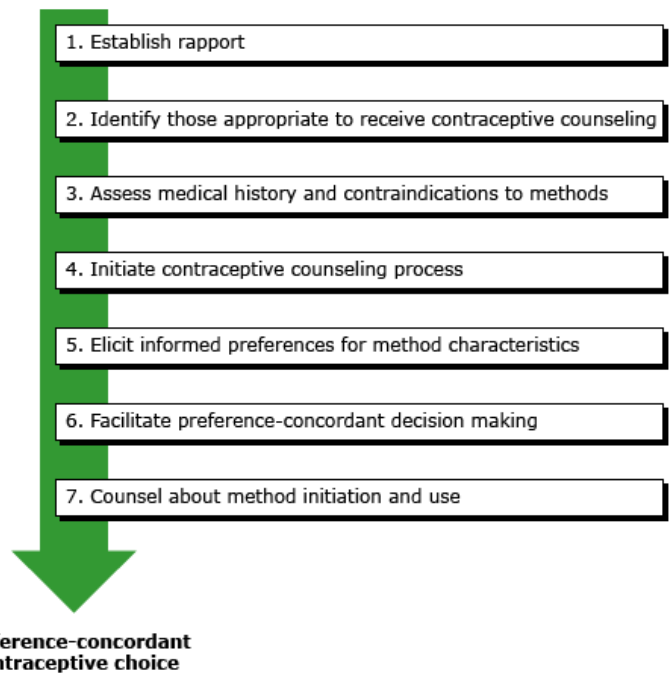 1. Establish rapport
2. Identify those appropriate to receive contraceptive counseling
3. Assess medical history and contraindications to methods
4. Initiate contraceptive counseling process
5. Elicit informed preferences for method characteristics
6. Facilitate preference-concordant decision making
7. Counsel about method initiation and use
erence-concordant
ntraceptive choice